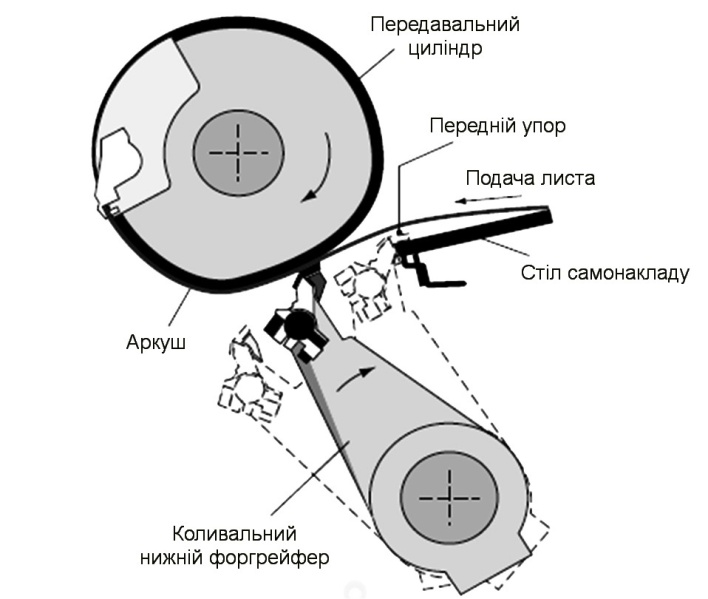 Передавальний
циліндр
Передній упор
Подача листа
Стіл самонакладу
Аркуш
Коливальний
нижній форгрейфер